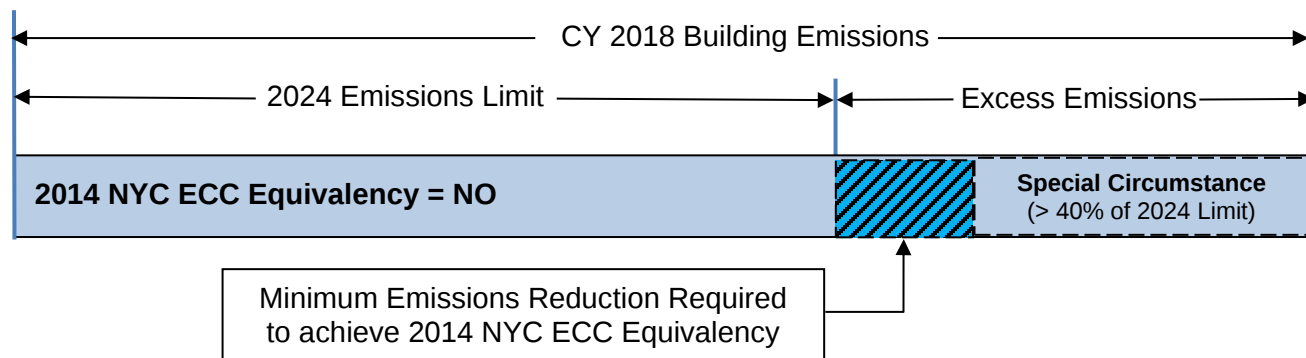 CY 2018 Building Emissions
2024 Emissions Limit
Excess Emissions
2014 NYC ECC Equivalency = NO
Special Circumstance
(> 40% of 2024 Limit)
Minimum Emissions Reduction Required
to achieve 2014 NYC ECC Equivalency